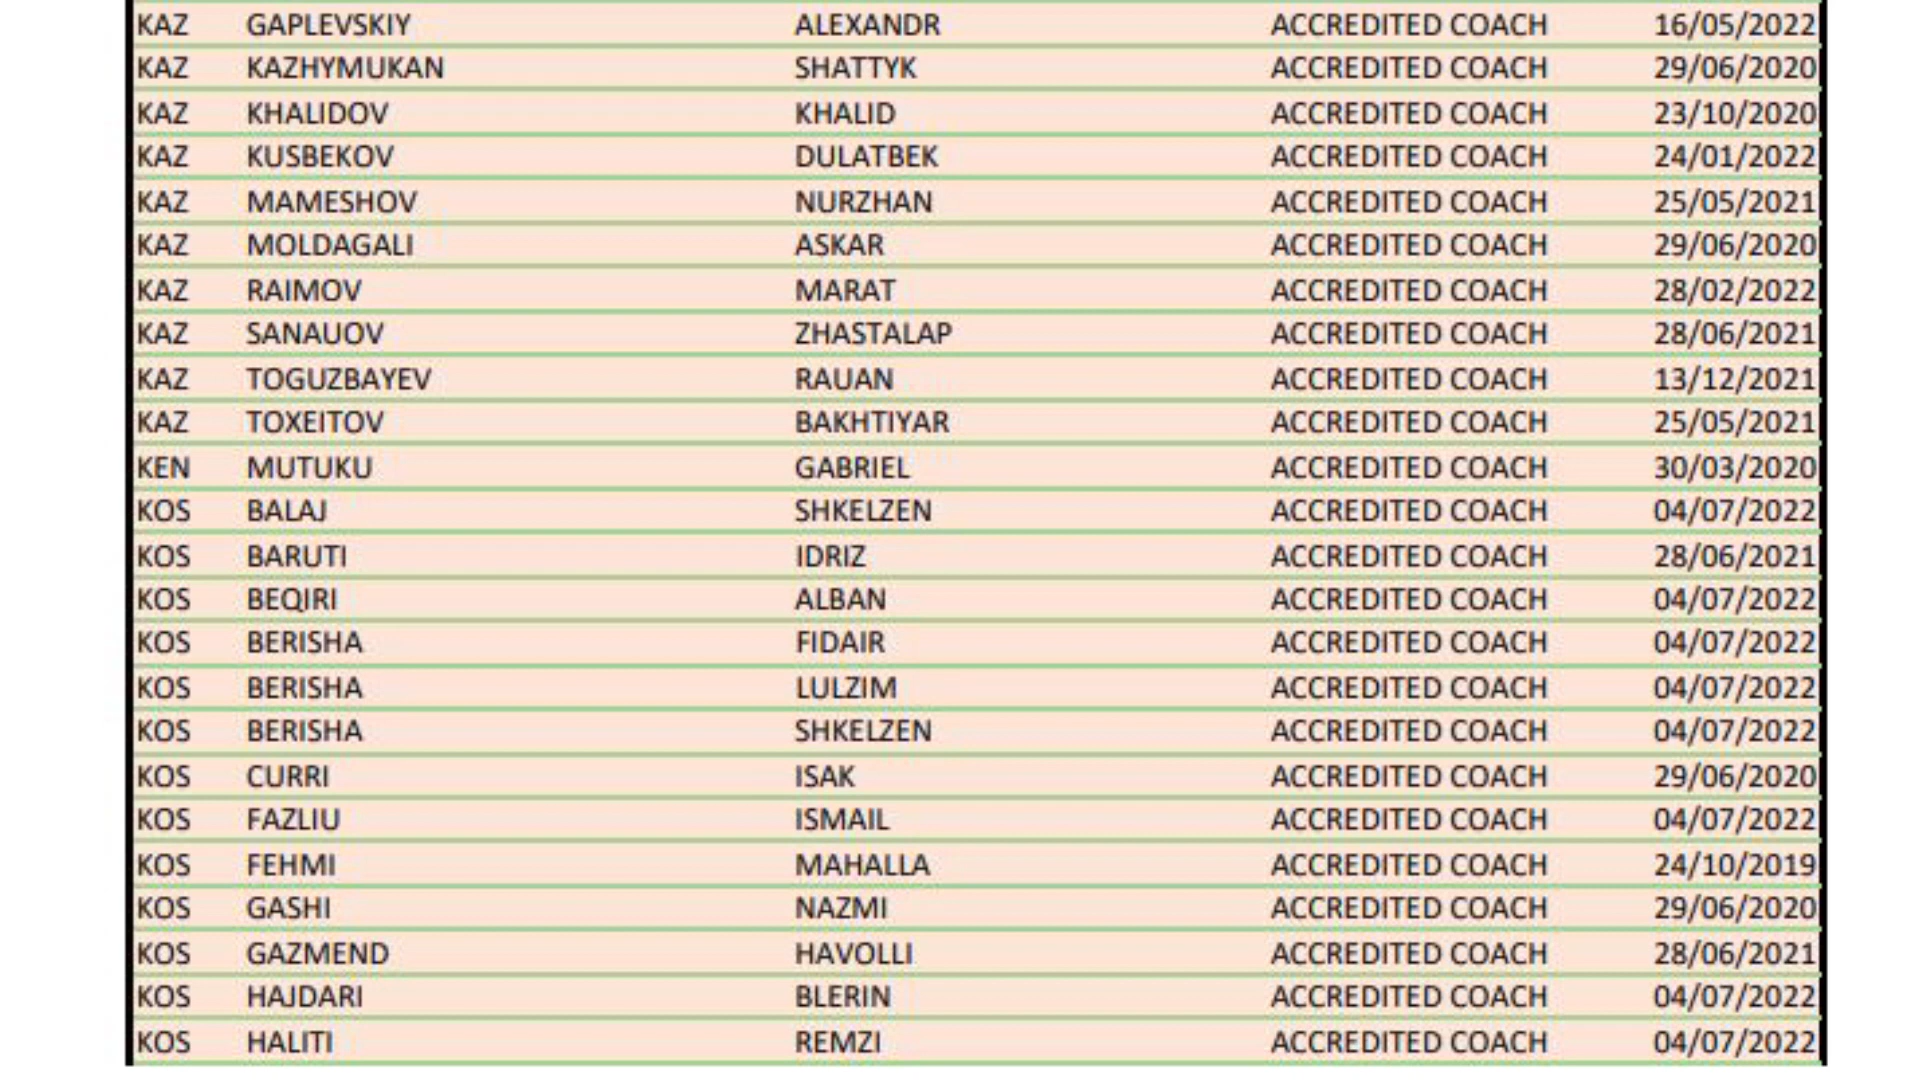 KAZ GAPLEVSKIY ALEXANDR ACCREDITED COACH 16/05/2022
KAZ KAZHYMUKAN SHATTYK ACCREDITED COACH 29/06/2020
KAZ KHALIDOV KHALID ACCREDITED COACH 23/10/2020
KAZ KUSBEKOV DULATBEK ACCREDITED COACH 24/01/2022
KAZ MAMESHOV NURZHAN ACCREDITED COACH 25/05/2021
KAZ MOLDAGALI ASKAR ACCREDITED COACH 29/06/2020
KAZ RAIMOV MARAT ACCREDITED COACH 28/02/2022
KAZ SANAUOV ZHASTALAP ACCREDITED COACH 28/06/2021
KAZ TOGUZBAYEV RAUAN ACCREDITED COACH 13/12/2021
KAZ TOXEITOV BAKHTIYAR ACCREDITED COACH 25/05/2021
KEN MUTUKU GABRIEL ACCREDITED COACH 30/03/2020
KOS BALAJ SHKELZEN ACCREDITED COACH 04/07/2022
KOS BARUTI IDRIZ ACCREDITED COACH 28/06/2021
KOS BEQIRI ALBAN ACCREDITED COACH 04/07/2022
KOS BERISHA FIDAIR ACCREDITED COACH 04/07/2022
KOS BERISHA LULZIM ACCREDITED COACH 04/07/2022
KOS BERISHA SHKELZEN ACCREDITED COACH 04/07/2022
KOS CURRI ISAK ACCREDITED COACH 29/06/2020
KOS FAZLIU ISMAIL ACCREDITED COACH 04/07/2022
KOS FEHMI MAHALLA ACCREDITED COACH 24/10/2019
KOS GASHI NAZMI ACCREDITED COACH 29/06/2020
KOS GAZMEND HAVOLLI ACCREDITED COACH 28/06/2021
KOS HAJDARI BLERIN ACCREDITED COACH 04/07/2022
KOS HALITI REMZI ACCREDITED COACH 04/07/2022